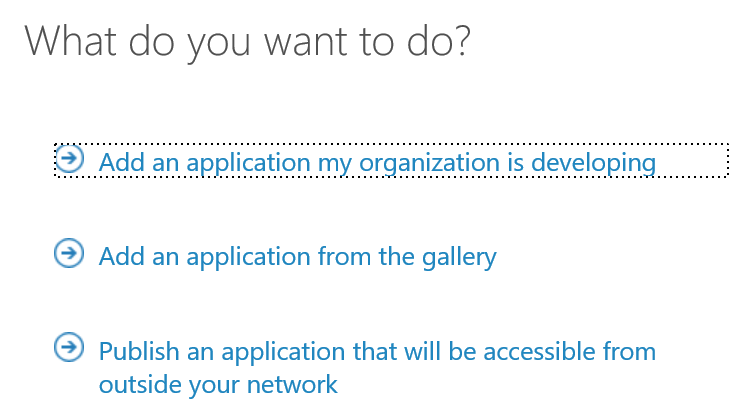 What do you want to do?
Add an application my organization is developing
Add an application from the gallery
Publish an application that will be accessible from
outside your network